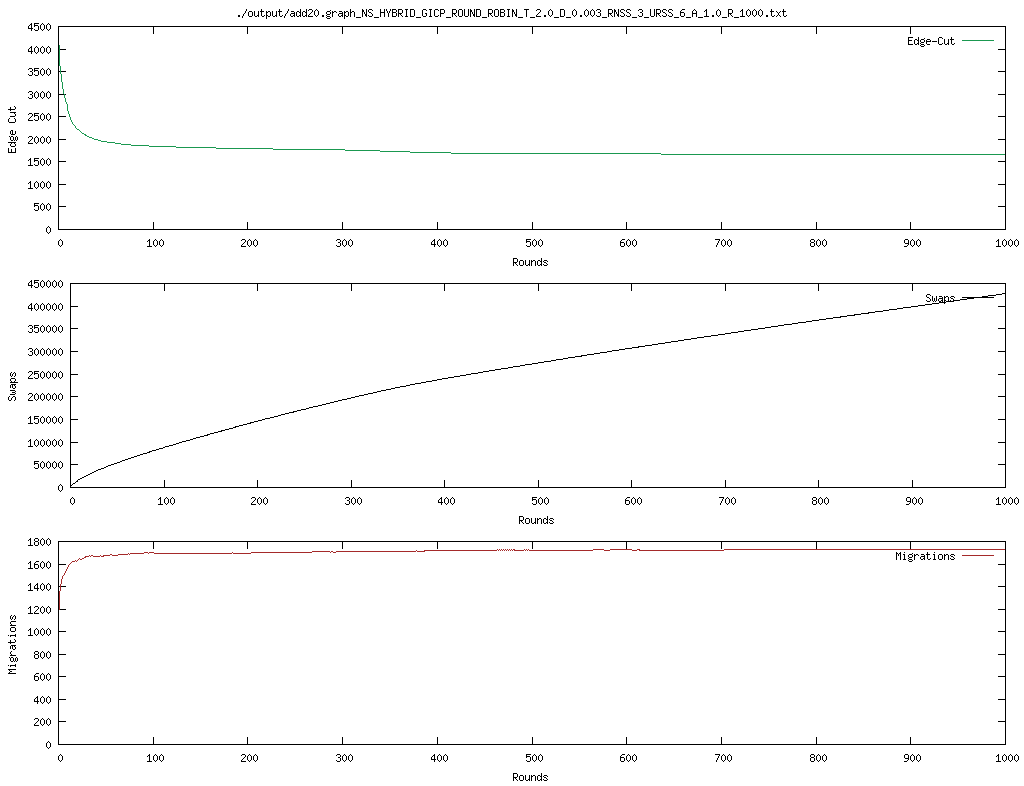 ./output/add20.graph_NS_HYBRID_GICP_ROUND_ROBIN_T_2.0_D_0.003_RNSS_3_URSS_6_A_1.0_R_1000.txt
Edge-Cut
4500
4000
3500
3000
2500
2000
1500
1000
500
0
Edge Cut
0 100 200 300 400 500 600 700 800 900 1000
Rounds
Swaps
450000
400000
350000
300000
250000
200000
150000
100000
50000
0
Swaps
0 100 200 300 400 500 600 700 800 900 1000
Rounds
Migrations
1800
1600
1400
1200
1000
800
600
400
200
0
Migrations
0 100 200 300 400 500 600 700 800 900 1000
Rounds